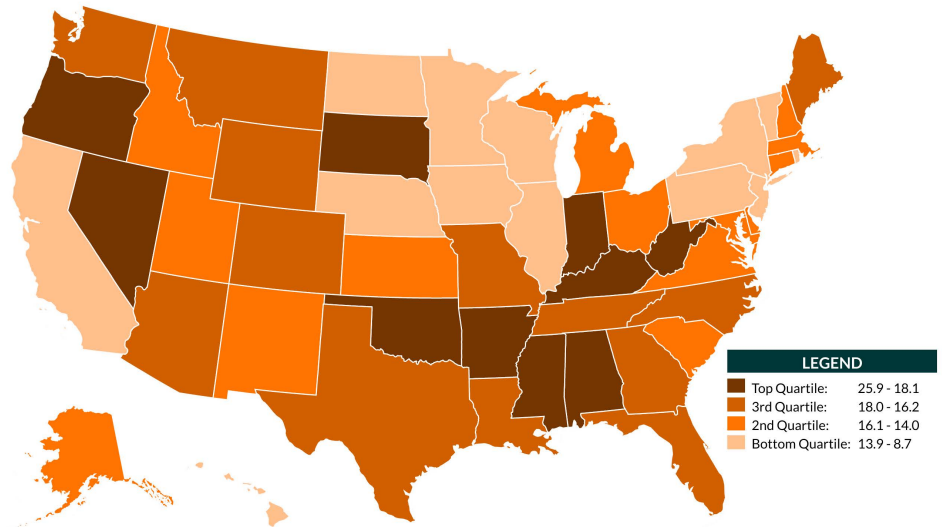 LEGEND
Top Quartile: 25.9 - 18.1
3rd Quartile: 18.0 - 16.2
2nd Quartile: 16.1 - 14.0
Bottom Quartile: 13.9 - 8.7